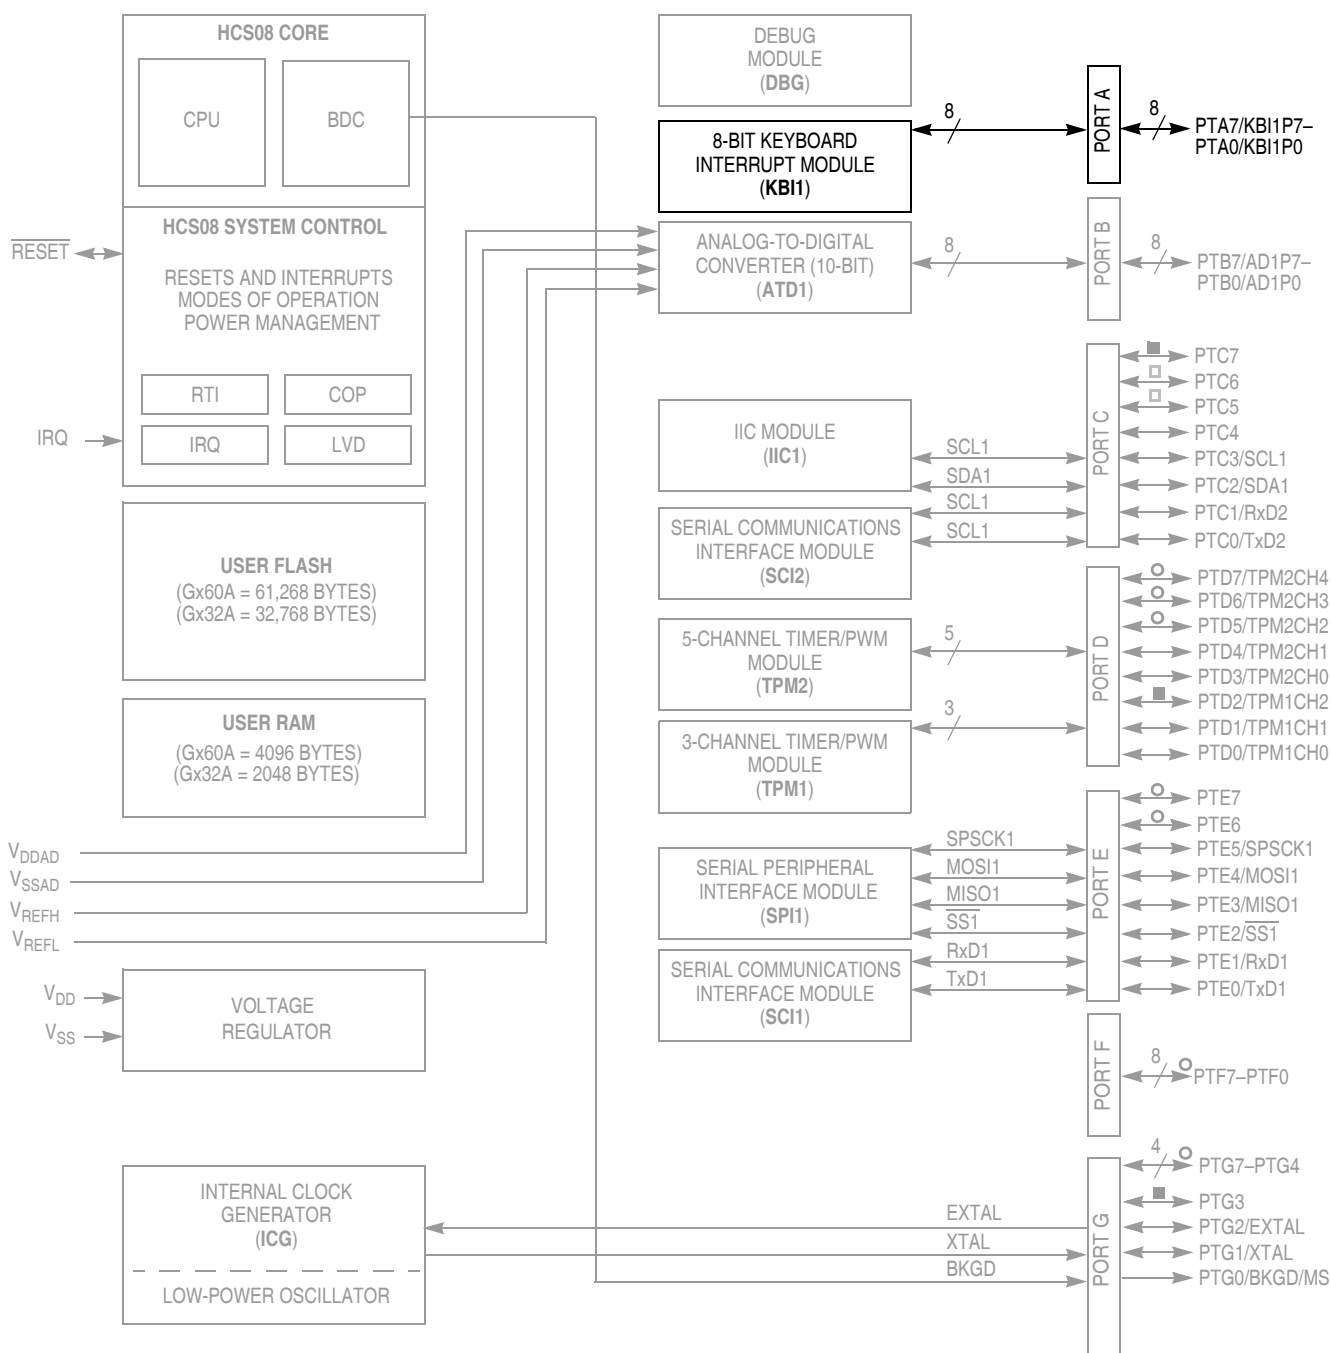 HCS08 CORE
CPU
BDC
HCS08 SYSTEM CONTROL
RESETS AND INTERRUPTS
MODES OF OPERATION
POWER MANAGEMENT
RTI
COP
IRQ
LVD
RESET
IRQ
USER FLASH
(Gx60A = 61,268 BYTES)
(Gx32A = 32,768 BYTES)
USER RAM
(Gx60A = 4096 BYTES)
(Gx32A = 2048 BYTES)
VDDAD
VSSAD
VREFH
VREFL
VDD
VSS
VOLTAGE
REGULATOR
INTERNAL CLOCK
GENERATOR
(ICG)
LOW-POWER OSCILLATOR
DEBUG
MODULE
(DBG)
8-BIT KEYBOARD
INTERRUPT MODULE
(KBI1)
8
PORT A
8
PTA7/KBI1P7–
PTA0/KBI1P0
ANALOG-TO-DIGITAL
CONVERTER (10-BIT)
(ATD1)
8
PORT B
8
PTB7/AD1P7–
PTB0/AD1P0
IIC MODULE
(IIC1)
SCL1
SDA1
SERIAL COMMUNICATIONS
INTERFACE MODULE
(SCI2)
SCL1
SCL1
PORT C
PTC7
PTC6
PTC5
PTC4
PTC3/SCL1
PTC2/SDA1
PTC1/RxD2
PTC0/TxD2
5-CHANNEL TIMER/PWM
MODULE
(TPM2)
5
3-CHANNEL TIMER/PWM
MODULE
(TPM1)
3
PORT D
PTD7/TPM2CH4
PTD6/TPM2CH3
PTD5/TPM2CH2
PTD4/TPM2CH1
PTD3/TPM2CH0
PTD2/TPM1CH2
PTD1/TPM1CH1
PTD0/TPM1CH0
SERIAL PERIPHERAL
INTERFACE MODULE
(SPI1)
SPSCK1
MOSI1
MISO1
SS1
SERIAL COMMUNICATIONS
INTERFACE MODULE
(SCI1)
RxD1
TxD1
PORT E
PTE7
PTE6
PTE5/SPSCK1
PTE4/MOSI1
PTE3/MISO1
PTE2/SS1
PTE1/RxD1
PTE0/TxD1
PORT F
8
PTF7–PTF0
EXTAL
XTAL
BKGD
PORT G
4
PTG7–PTG4
PTG3
PTG2/EXTAL
PTG1/XTAL
PTG0/BKGD/MS